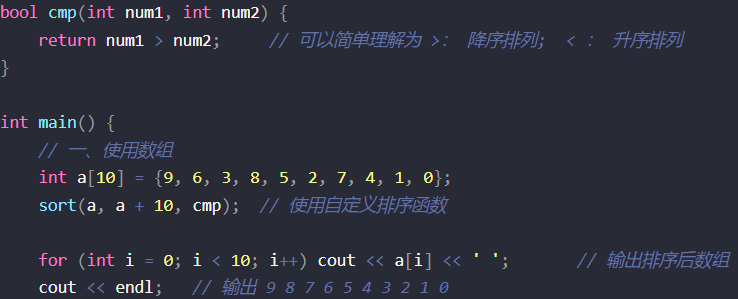 bool cmp(int num1, int num2) {
    return num1 > num2;     // 可以简单理解为 >： 降序排列;  < ： 升序排列
}

int main() {
    // 一、使用数组
    int a[10] = {9, 6, 3, 8, 5, 2, 7, 4, 1, 0};
    sort(a, a + 10, cmp);  // 使用自定义排序函数

    for (int i = 0; i < 10; i++) cout << a[i] << ' ';       // 输出排序后数组
    cout << endl;   // 输出 9 8 7 6 5 4 3 2 1 0